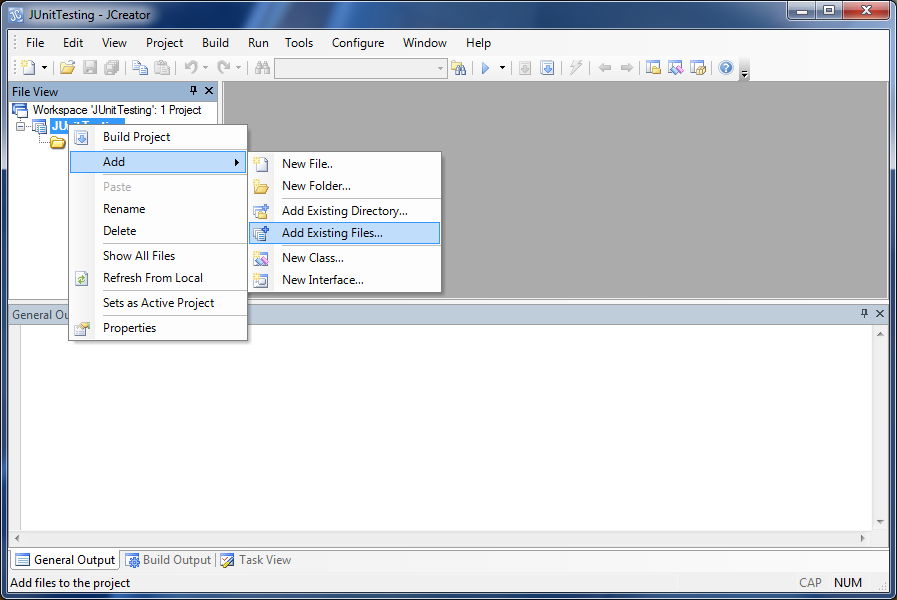 JUnitTesting - JCreator
File Edit View Project Build Run Tools Configure Window Help
File View
Workspace 'JUnitTesting': 1 Project
JUnitTesting
Build Project
Add
Paste
Rename
Delete
Show All Files
Refresh From Local
Sets as Active Project
Properties
New File..
New Folder...
Add Existing Directory...
Add Existing Files...
New Class...
New Interface...
General Ou
General Output Build Output Task View
Add files to the project CAP NUM